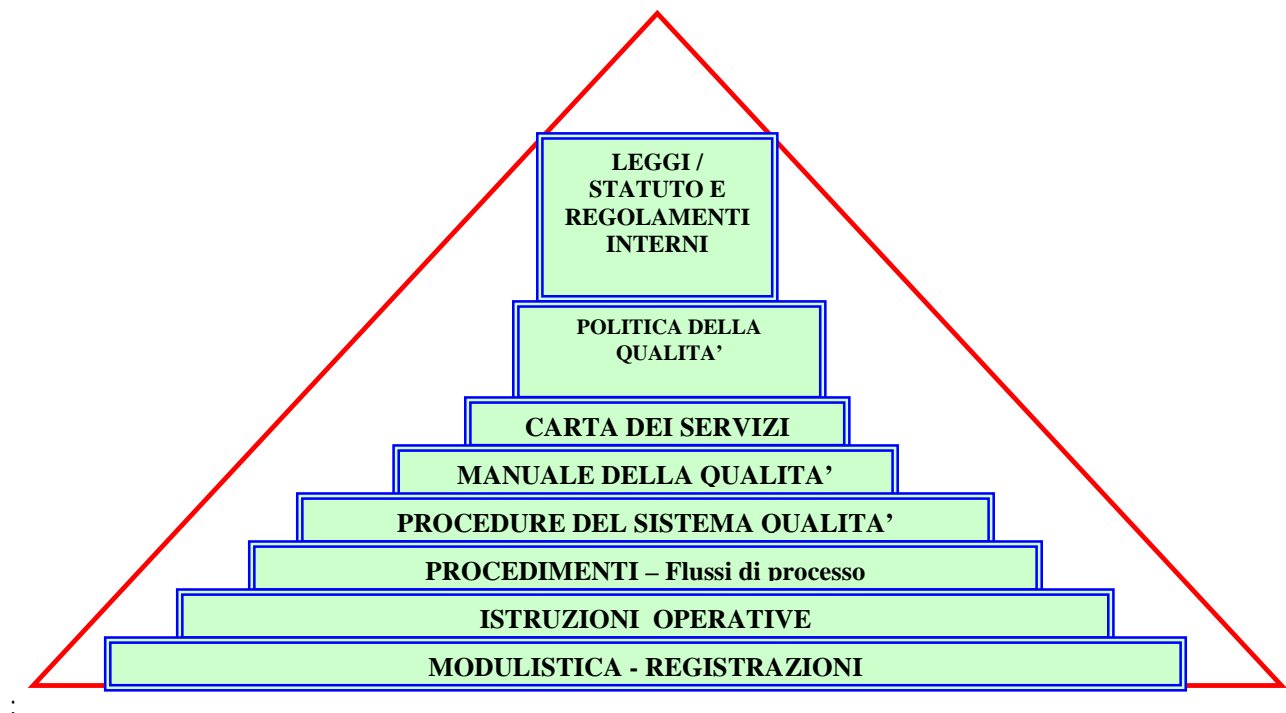 LEGGI /
STATUTO E
REGOLAMENTI
INTERNI
POLITICA DELLA
QUALITA’
CARTA DEI SERVIZI
MANUALE DELLA QUALITA’
PROCEDURE DEL SISTEMA QUALITA’
PROCEDIMENTI – Flussi di processo
ISTRUZIONI  OPERATIVE
MODULISTICA - REGISTRAZIONI
: